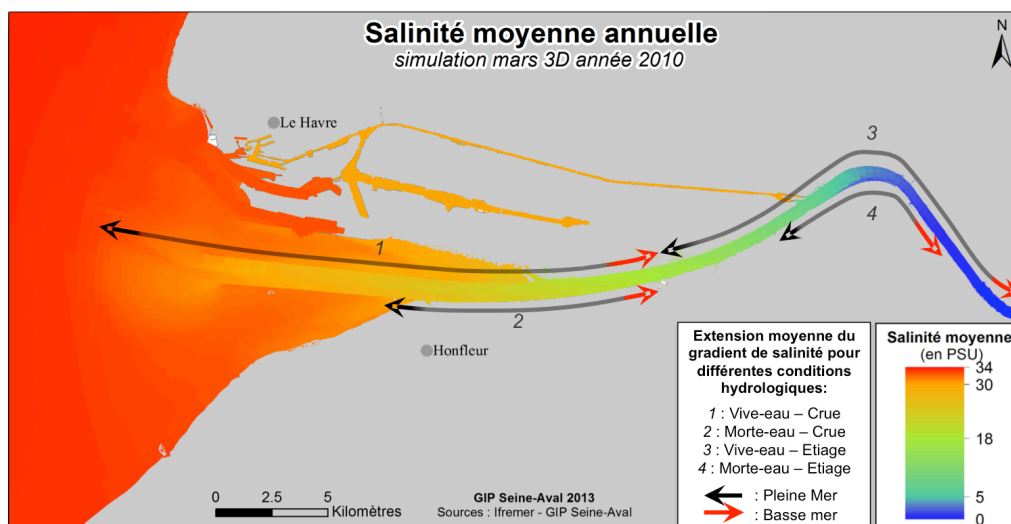 Salinité moyenne annuelle
simulation mars 3D année 2010
N
Le Havre
3
4
1
2
Honfleur
Extension moyenne du
gradient de salinité pour
différentes conditions
hydrologiques:
1 : Vive-eau – Crue
2 : Morte-eau – Crue
3 : Vive-eau – Etiage
4 : Morte-eau – Etiage
: Pleine Mer
: Basse mer
Salinité moyenne
(en PSU)
34
30
18
5
0
0 2.5 5
Kilomètres
GIP Seine-Aval 2013
Sources : Ifremer - GIP Seine-Aval